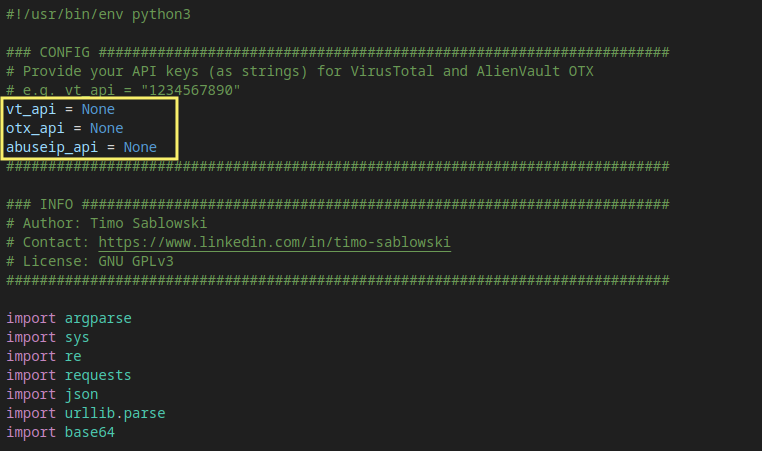 #!/usr/bin/env python3
### CONFIG ####################################################################
# Provide your API keys (as strings) for VirusTotal and AlienVault OTX
# e.g. vt_api = "1234567890"
vt_api = None
otx_api = None
abuseip_api = None
###############################################################################
### INFO ######################################################################
# Author: Timo Sablowski
# Contact: https://www.linkedin.com/in/timo-sablowski
# License: GNU GPLv3
###############################################################################
import argparse
import sys
import re
import requests
import json
import urllib.parse
import base64